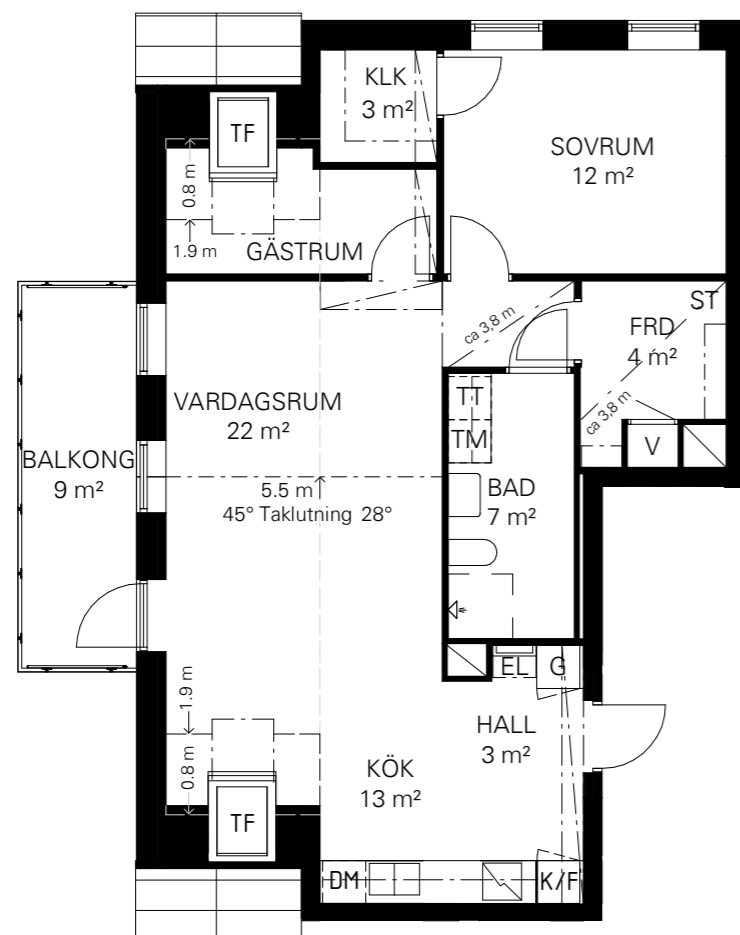 KLK
3 m²
TF
SOVRUM
12 m²
0.8 m
1.9 m
GÄSTRUM
ST
FRD
4 m²
ca 3,8 m
ca 3,8 m
V
VARDAGSRUM
22 m²
TT
TM
BALKONG
9 m²
BAD
7 m²
5.5 m
45° Taklutning 28°
EL
G
1.9 m
0.8 m
HALL
3 m²
KÖK
13 m²
TF
DM
K/F